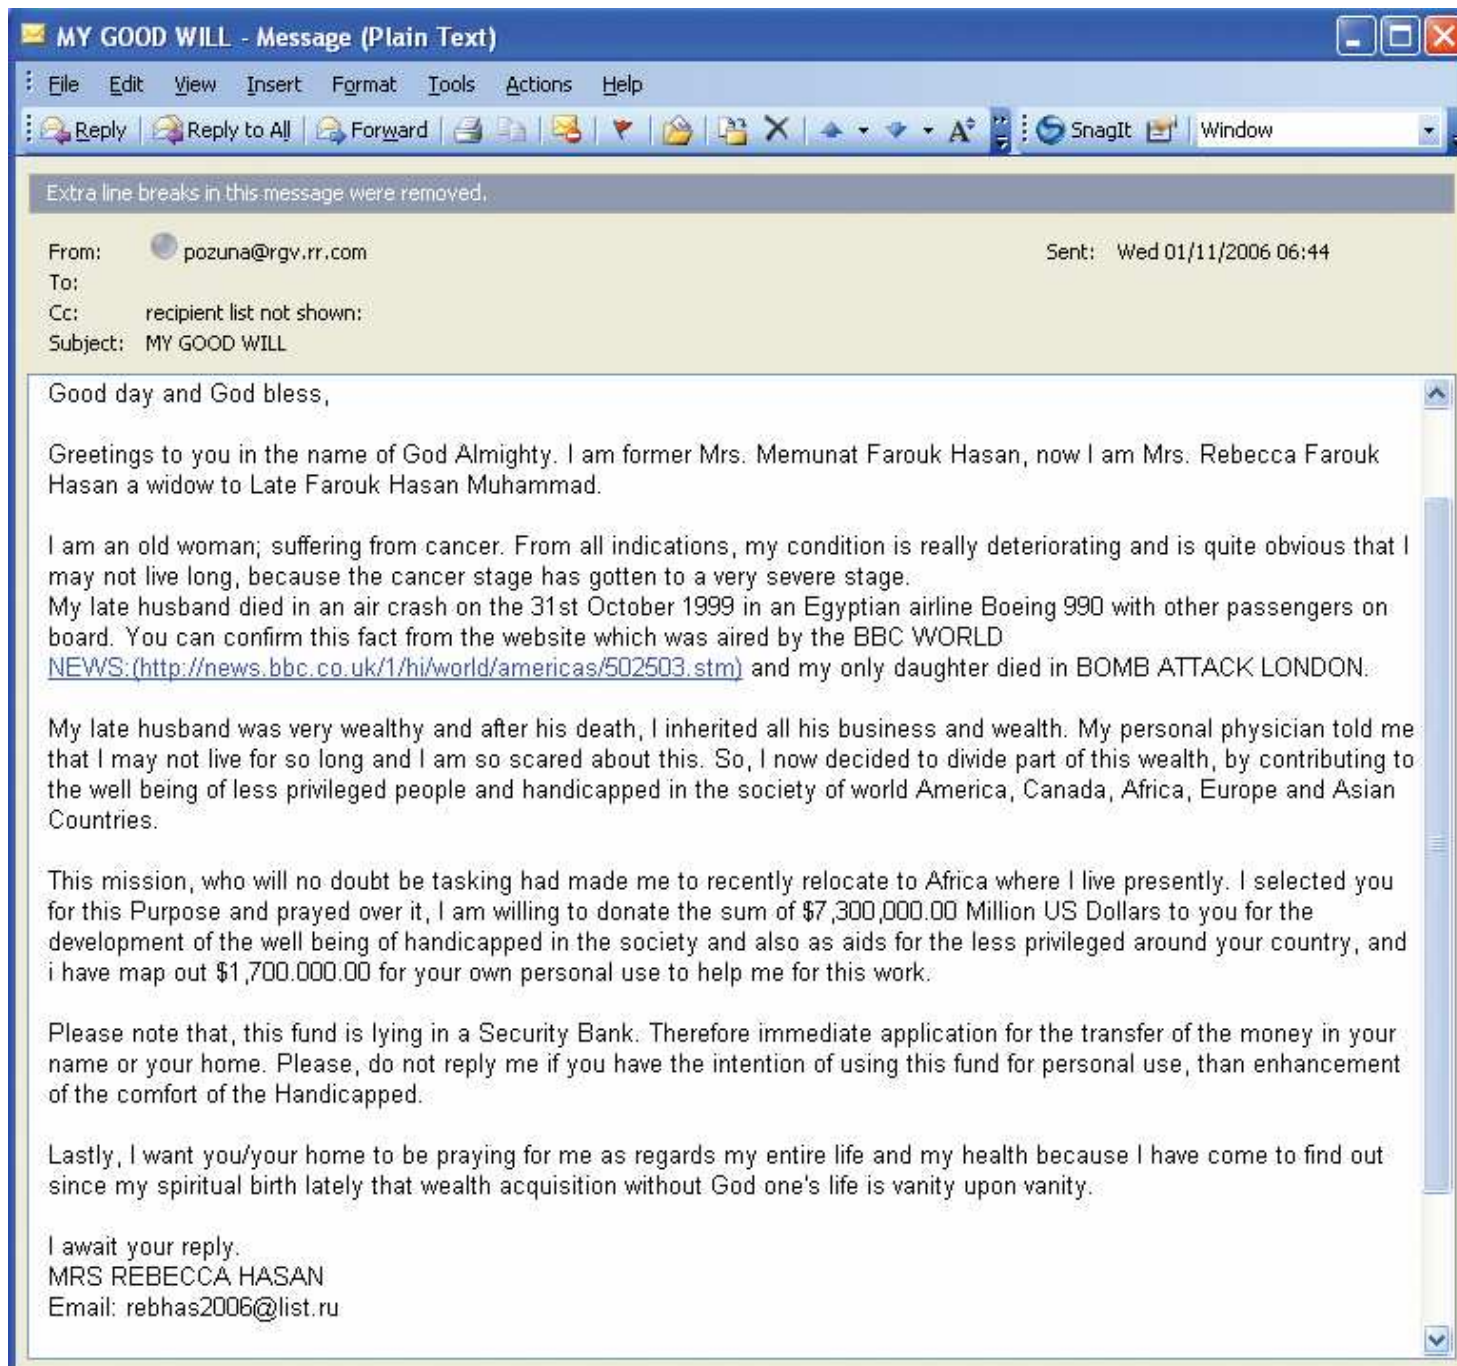 MY GOOD WILL - Message (Plain Text)
File Edit View Insert Format Tools Actions Help
Reply Reply to All Forward A SnagIt Window
Extra line breaks in this message were removed.
From: pozuna@rgv.rr.com Sent: Wed 01/11/2006 06:44
To:
Cc: recipient list not shown:
Subject: MY GOOD WILL
Good day and God bless,
Greetings to you in the name of God Almighty. I am former Mrs. Memunat Farouk Hasan, now I am Mrs. Rebecca Farouk
Hasan a widow to Late Farouk Hasan Muhammad.
I am an old woman; suffering from cancer. From all indications, my condition is really deteriorating and is quite obvious that I
may not live long, because the cancer stage has gotten to a very severe stage.
My late husband died in an air crash on the 31st October 1999 in an Egyptian airline Boeing 990 with other passengers on
board. You can confirm this fact from the website which was aired by the BBC WORLD
NEWS:(http://news.bbc.co.uk/1/hi/world/americas/502503.stm) and my only daughter died in BOMB ATTACK LONDON.
My late husband was very wealthy and after his death, I inherited all his business and wealth. My personal physician told me
that I may not live for so long and I am so scared about this. So, I now decided to divide part of this wealth, by contributing to
the well being of less privileged people and handicapped in the society of world America, Canada, Africa, Europe and Asian
Countries.
This mission, who will no doubt be tasking had made me to recently relocate to Africa where I live presently. I selected you
for this Purpose and prayed over it, I am willing to donate the sum of $7,300,000.00 Million US Dollars to you for the
development of the well being of handicapped in the society and also as aids for the less privileged around your country, and
i have map out $1,700.000.00 for your own personal use to help me for this work.
Please note that, this fund is lying in a Security Bank. Therefore immediate application for the transfer of the money in your
name or your home. Please, do not reply me if you have the intention of using this fund for personal use, than enhancement
of the comfort of the Handicapped.
Lastly, I want you/your home to be praying for me as regards my entire life and my health because I have come to find out
since my spiritual birth lately that wealth acquisition without God one's life is vanity upon vanity.
I await your reply.
MRS REBECCA HASAN
Email: rebhas2006@list.ru